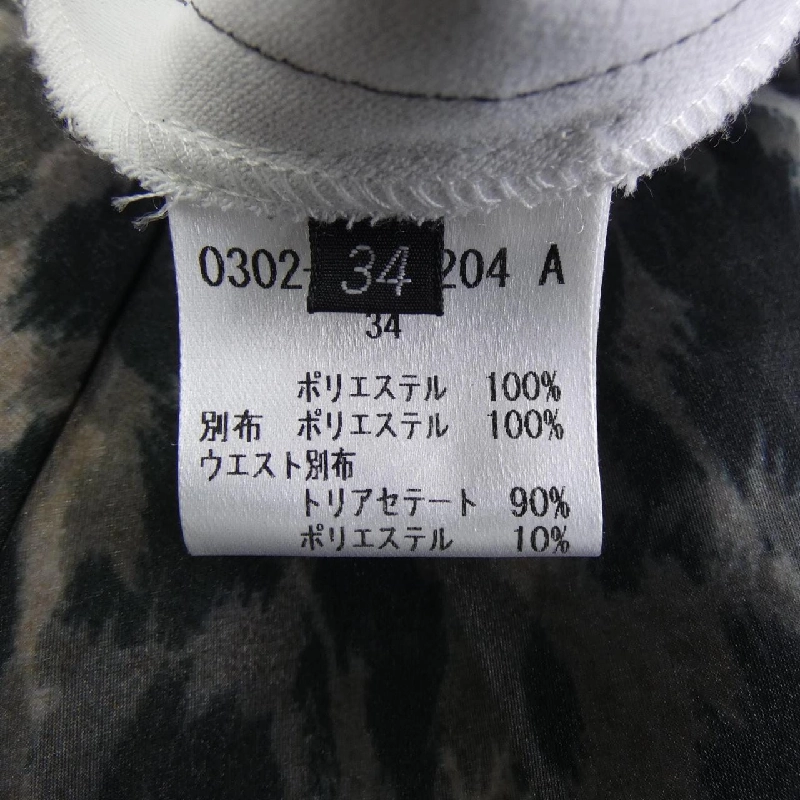 0302- 34 204 A
34
ポリエステル 100%
別布 ポリエステル 100%
ウエスト別布
トリアセテート 90%
ポリエステル 10%